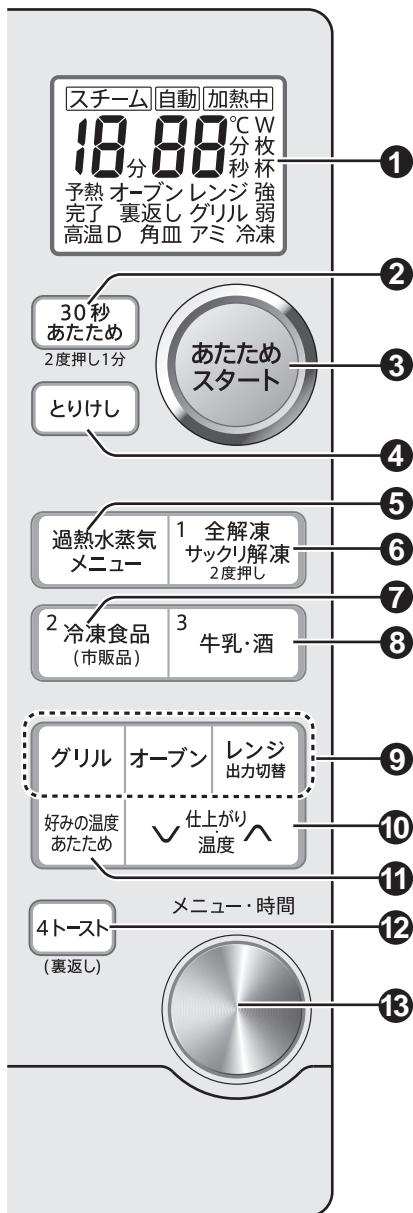 スチーム 自動 加熱中
18分88 ℃ W
分 枚
秒 杯
予熱 オーブン レンジ 強
完了 裏返し グリル 弱
高温D 角皿 アミ 冷凍
1
30秒
あたため
2度押し1分
2
あたため
スタート
3
とりけし
4
過熱水蒸気
メニュー
5
1 全解凍
サックリ解凍
2度押し
6
2 冷凍食品
(市販品)
7
3 牛乳・酒
8
グリル オーブン レンジ
出力切替
9
好みの温度
あたため
仕上がり
温度
10
11
4トースト
(裏返し)
12
メニュー・時間
13